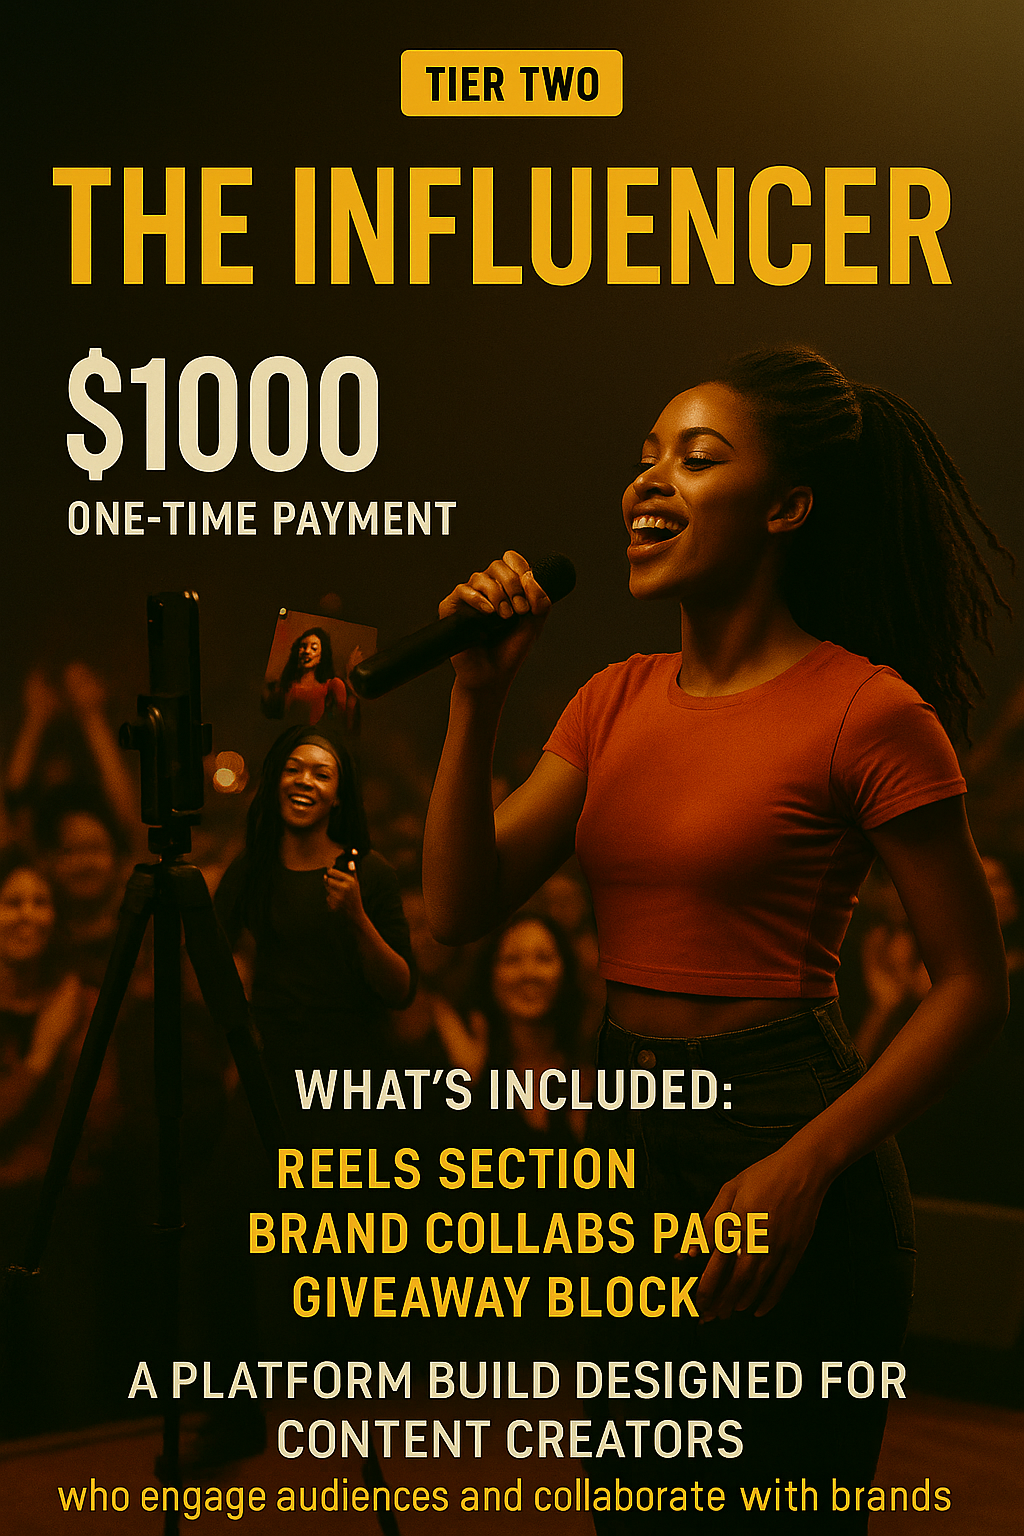 TIER TWO
THE INFLUENCER
$1000
ONE-TIME PAYMENT
WHAT'S INCLUDED:
REELS SECTION
BRAND COLLABS PAGE
GIVEAWAY BLOCK
A PLATFORM BUILD DESIGNED FOR
CONTENT CREATORS
who engage audiences and collaborate with brands